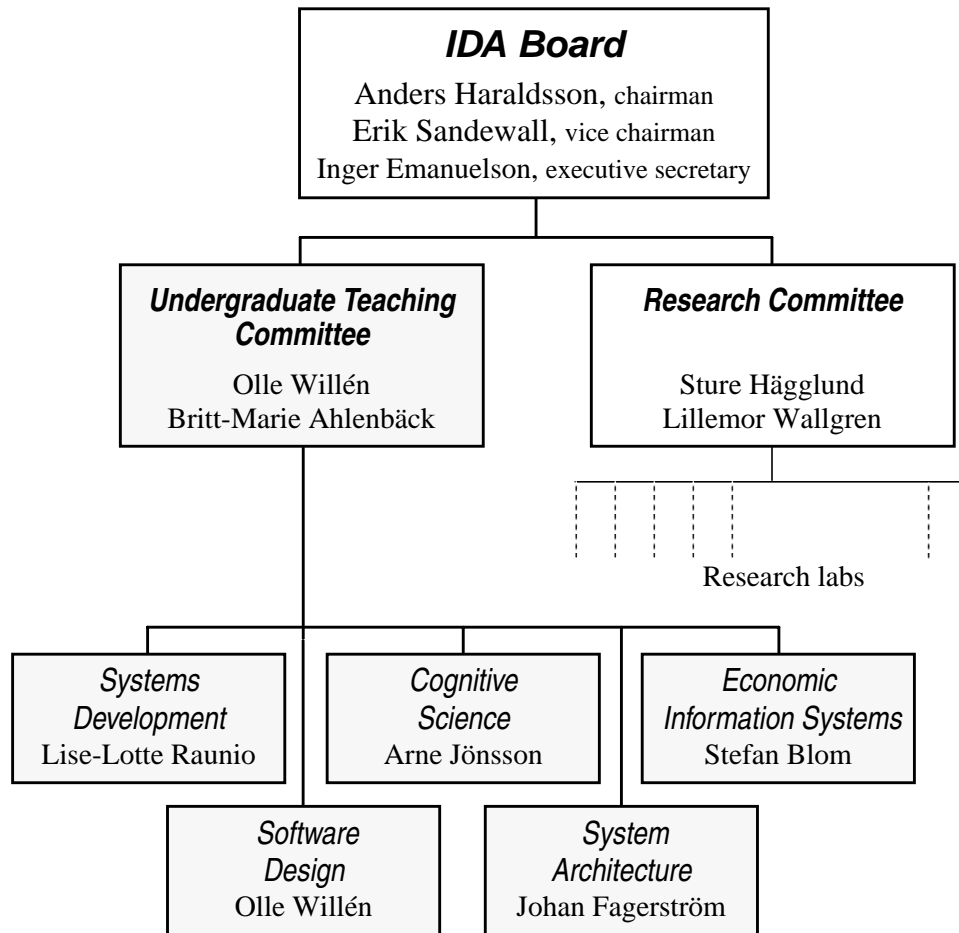 IDA Board
Anders Haraldsson, chairman
Erik Sandewall, vice chairman
Inger Emanuelson, executive secretary
Undergraduate Teaching
Committee
Olle Willén
Britt-Marie Ahlenbäck
Research Committee
Sture Hägglund
Lillemor Wallgren
Research labs
Systems
Development
Lise-Lotte Raunio
Cognitive
Science
Arne Jönsson
Economic
Information Systems
Stefan Blom
Software
Design
Olle Willén
System
Architecture
Johan Fagerström